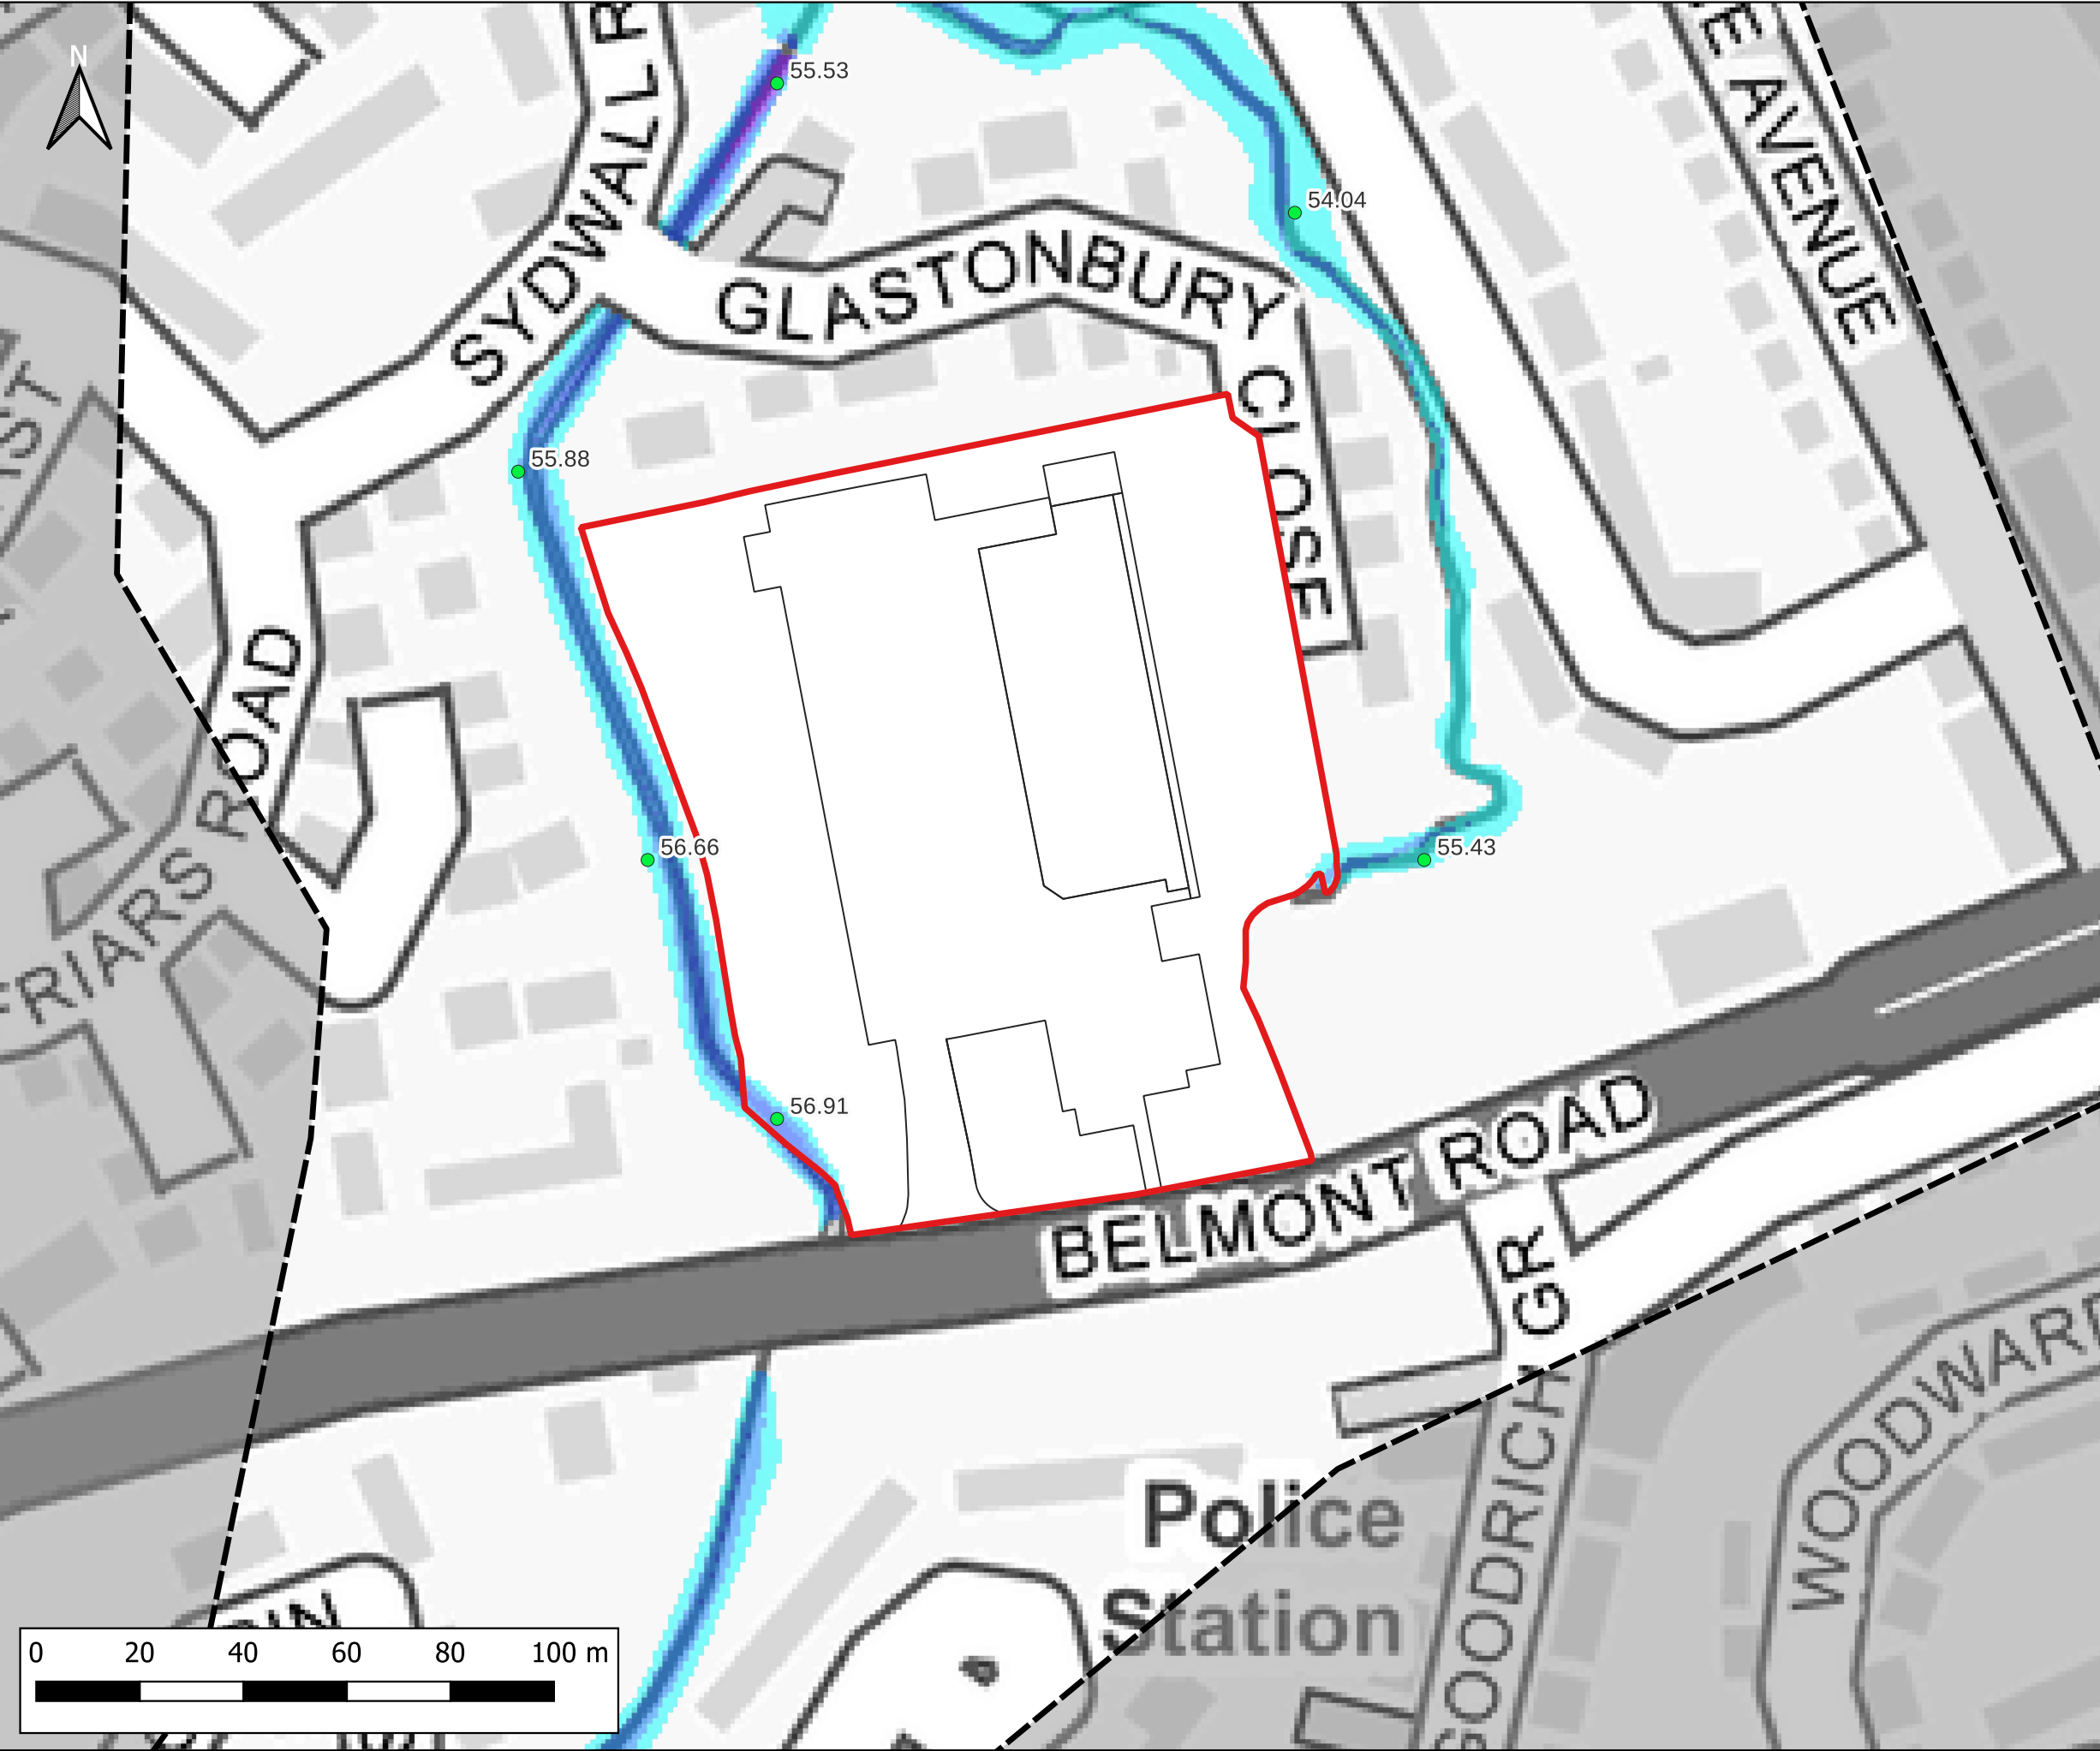 N
SYDWALL R
55.53
E AVENUE
54.04
GLASTONBURY
CLOSE
55.88
ROAD
56.66
55.43
FRIARS
56.91
BELMONT ROAD
GR
GOODRICH
WOODWARD
Police
Station
0 20 40 60 80 100 m